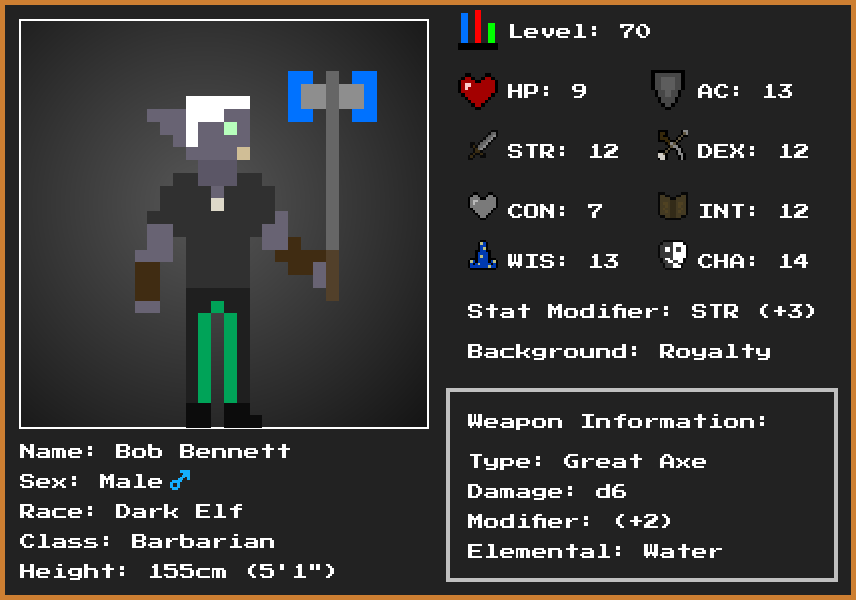 Level: 70
HP: 9
AC: 13
STR: 12
DEX: 12
CON: 7
INT: 12
WIS: 13
CHA: 14
Stat Modifier: STR (+3)
Background: Royalty
Weapon Information:
Type: Great Axe
Damage: d6
Modifier: (+2)
Elemental: Water
Name: Bob Bennett
Sex: Male ♂
Race: Dark Elf
Class: Barbarian
Height: 155cm (5'1")